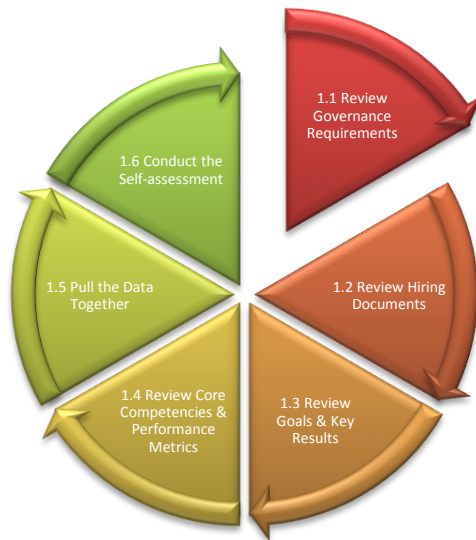 1.1 Review
Governance
Requirements
1.2 Review Hiring
Documents
1.3 Review
Goals & Key
Results
1.4 Review Core
Competencies &
Performance
Metrics
1.5 Pull the Data
Together
1.6 Conduct the
Self-assessment